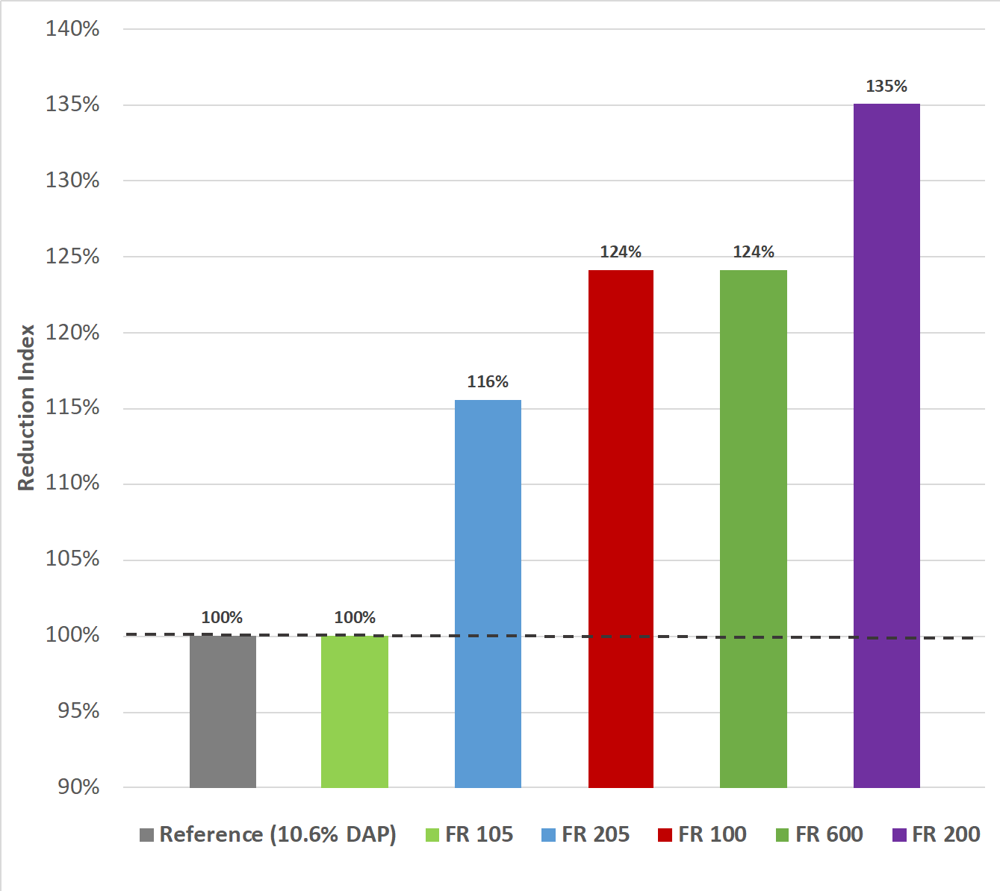 140%
135%
130%
125%
120%
115%
110%
105%
100%
95%
90%
Reduction Index
100%
100%
116%
124%
124%
135%
Reference (10.6% DAP)
FR 105
FR 205
FR 100
FR 600
FR 200